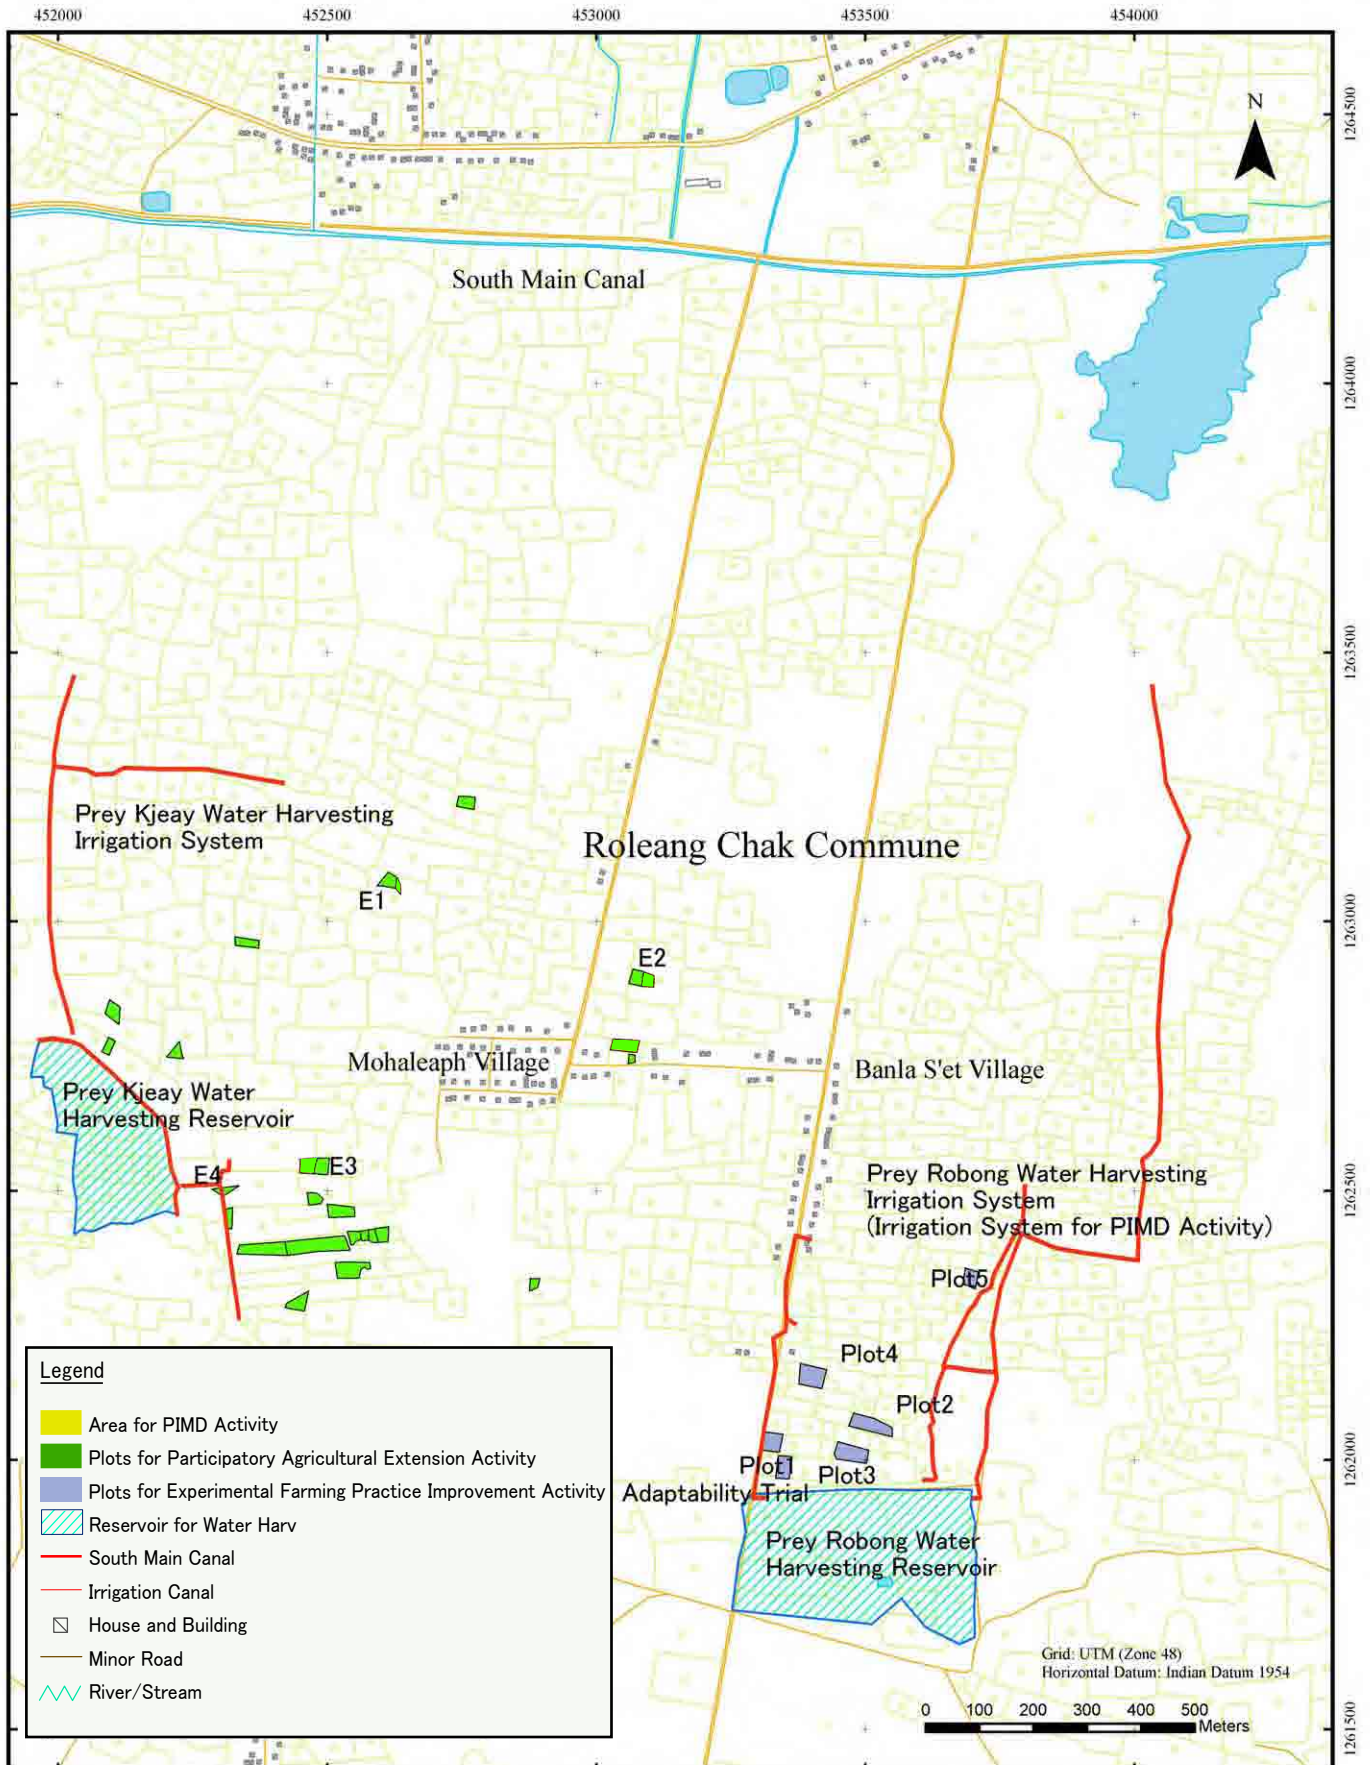 452000 452500 453000 453500 454000
1264500
N
South Main Canal
1264000
1263500
Prey Kjeay Water Harvesting
Irrigation System
Roleang Chak Commune
E1
1263000
E2
Mohaleaph Village
Banla S'et Village
Prey Kjeay Water
Harvesting Reservoir
E4
E3
Prey Robong Water Harvesting
Irrigation System
(Irrigation System for PIMD Activity)
1262500
Plot5
Plot4
Plot2
Plot1
Plot3
1262000
Adaptability Trial
Prey Robong Water
Harvesting Reservoir
Legend
Area for PIMD Activity
Plots for Participatory Agricultural Extension Activity
Plots for Experimental Farming Practice Improvement Activity
Reservoir for Water Harv
South Main Canal
Irrigation Canal
House and Building
Minor Road
River/Stream
Grid: UTM (Zone 48)
Horizontal Datum: Indian Datum 1954
0 100 200 300 400 500
Meters
1261500